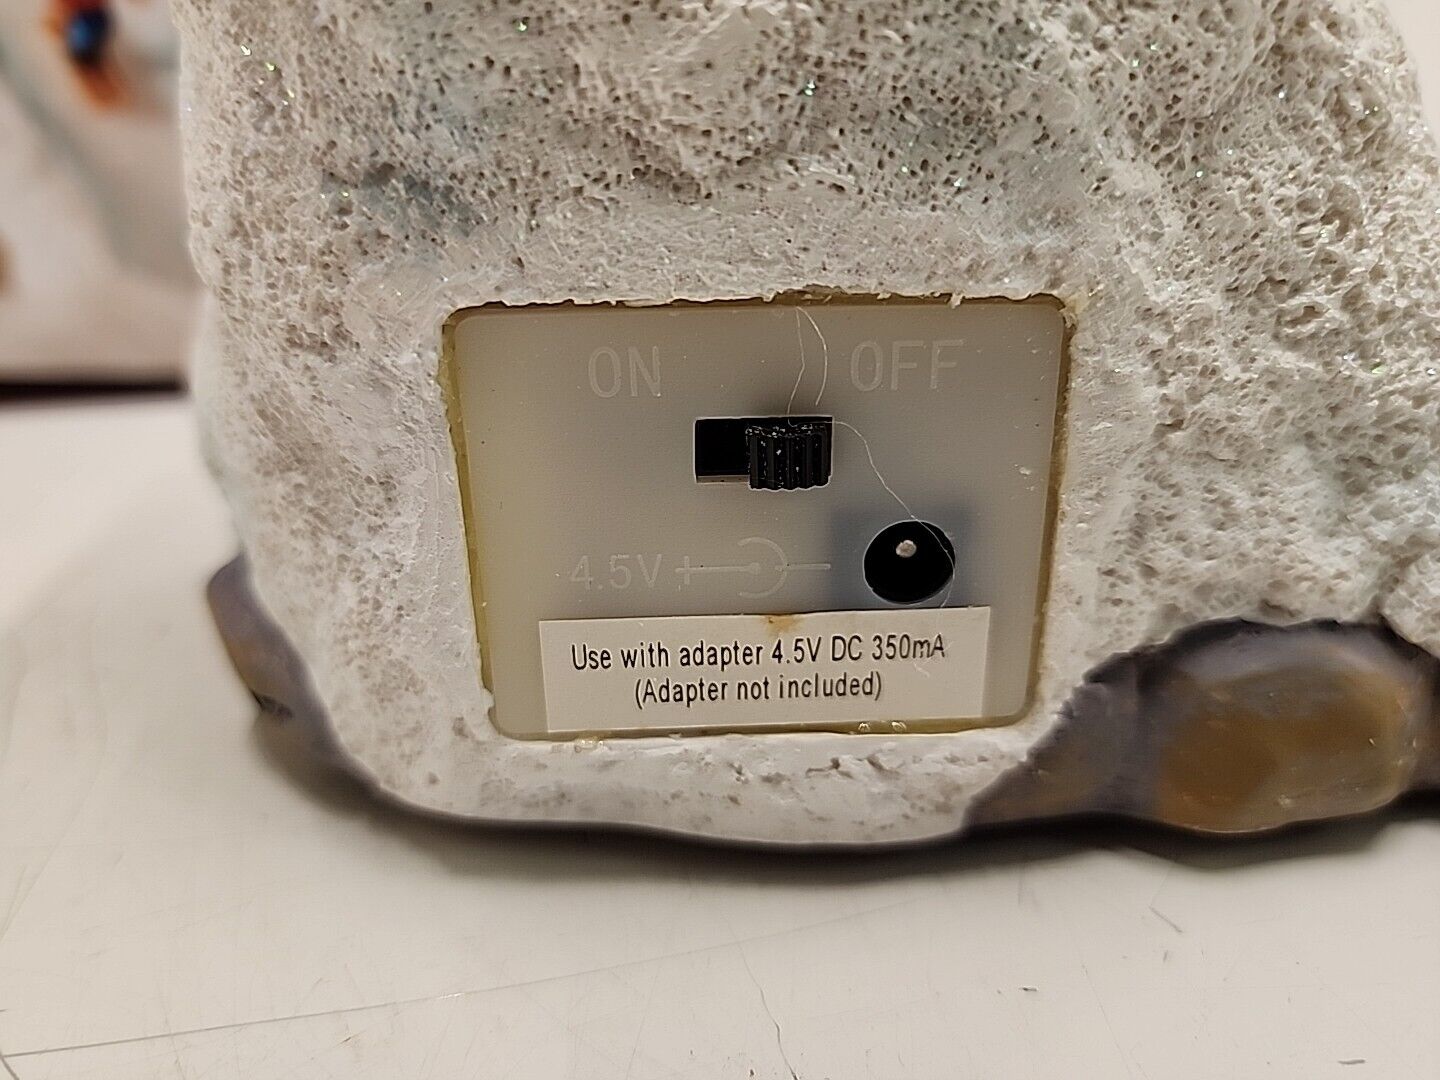 ON OFF
4.5V +
Use with adapter 4.5V DC 350mA
(Adapter not included)